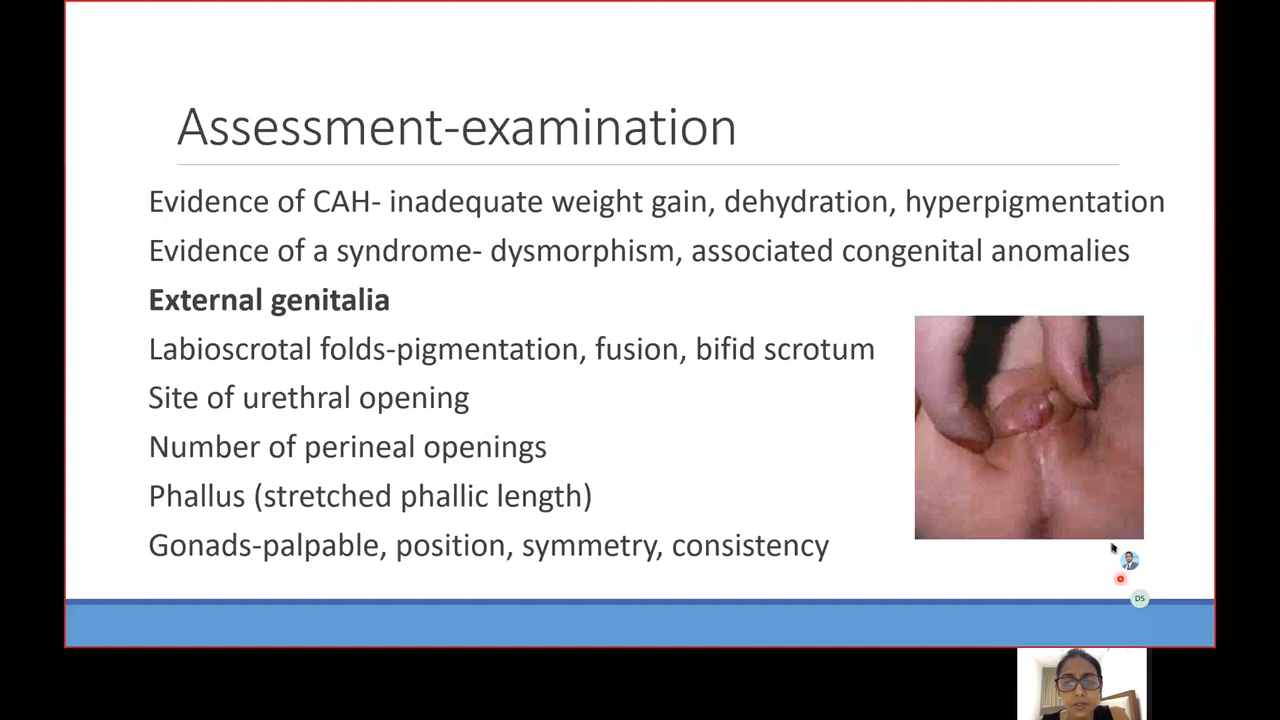 Assessment-examination
Evidence of CAH- inadequate weight gain, dehydration, hyperpigmentation
Evidence of a syndrome- dysmorphism, associated congenital anomalies
External genitalia
Labioscrotal folds-pigmentation, fusion, bifid scrotum
Site of urethral opening
Number of perineal openings
Phallus (stretched phallic length)
Gonads-palpable, position, symmetry, consistency
DS